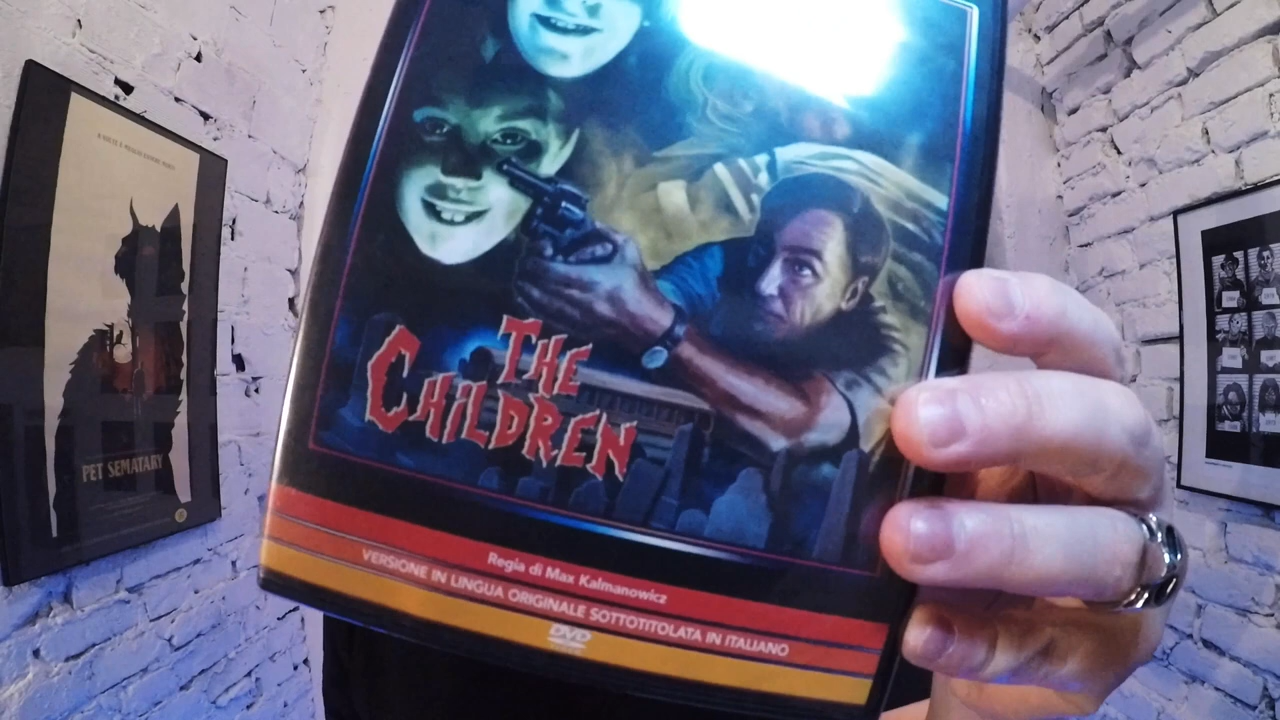 PET SEMATARY
THE
CHILDREN
Regia di Max Kalmanowicz
VERSIONE IN LINGUA ORIGINALE SOTTOTITOLATA IN ITALIANO
DVD